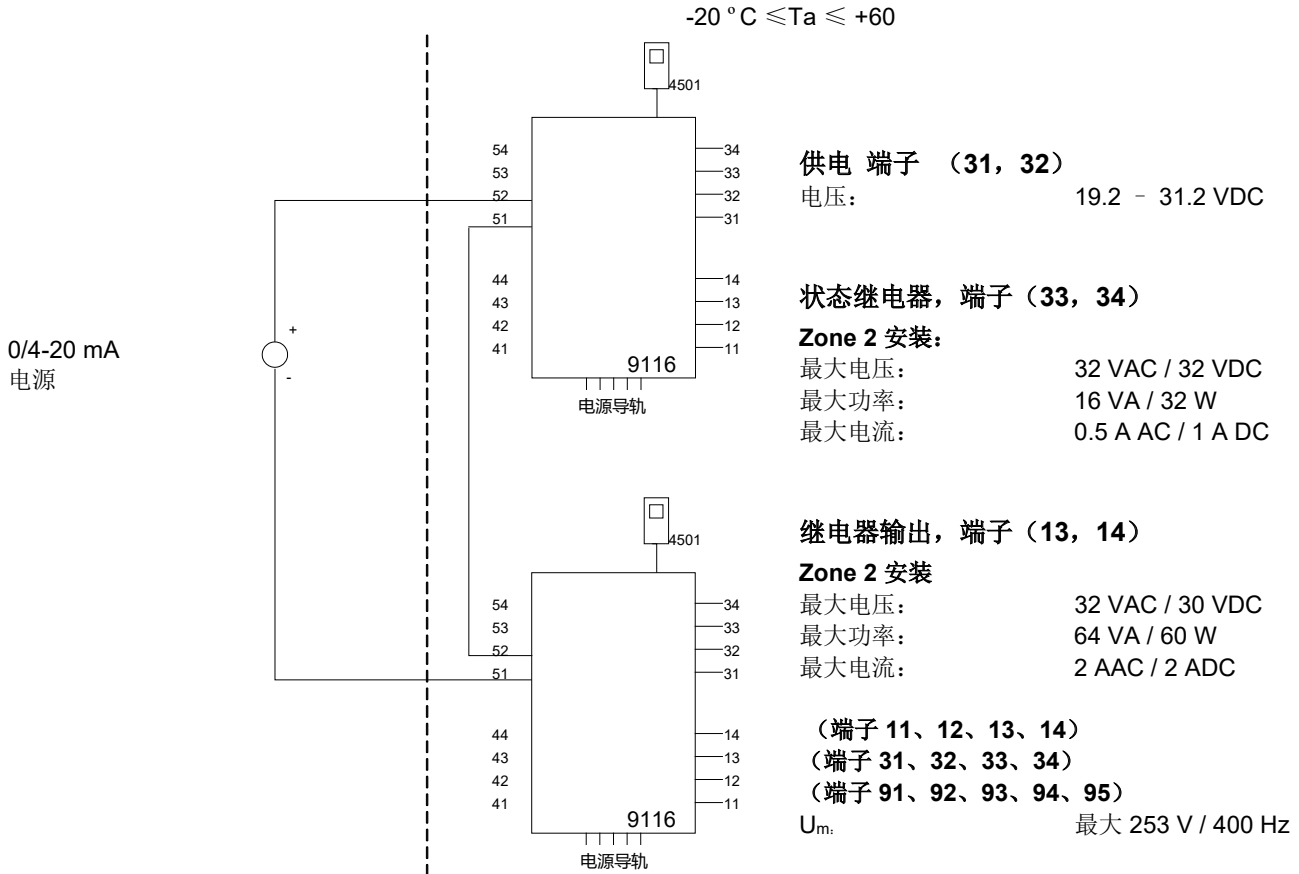 -20 ºC ≤Ta ≤ +60
4501
54
53
52
51
44
43
42
41
34
33
32
31
14
13
12
11
9116
电源导轨
0/4-20 mA
电源
+
-
4501
54
53
52
51
44
43
42
41
34
33
32
31
14
13
12
11
9116
电源导轨
供电 端子 （31，32）
电压： 19.2 – 31.2 VDC
状态继电器，端子（33，34）
Zone 2 安装：
最大电压： 32 VAC / 32 VDC
最大功率： 16 VA / 32 W
最大电流： 0.5 A AC / 1 A DC
继电器输出，端子（13，14）
Zone 2 安装
最大电压： 32 VAC / 30 VDC
最大功率： 64 VA / 60 W
最大电流： 2 AAC / 2 ADC
（端子 11、12、13、14）
（端子 31、32、33、34）
（端子 91、92、93、94、95）
Um: 最大 253 V / 400 Hz